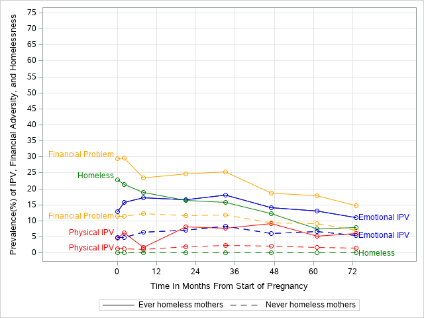 Prevalence(%) of IPV, Financial Adversity, and Homelessness
75
70
65
60
55
50
45
40
35
30
25
20
15
10
5
0
Financial Problem
Homeless
Financial Problem
Physical IPV
Physical IPV
Emotional IPV
Emotional IPV
Homeless
0 12 24 36 48 60 72
Time In Months From Start of Pregnancy
Ever homeless mothers Never homeless mothers